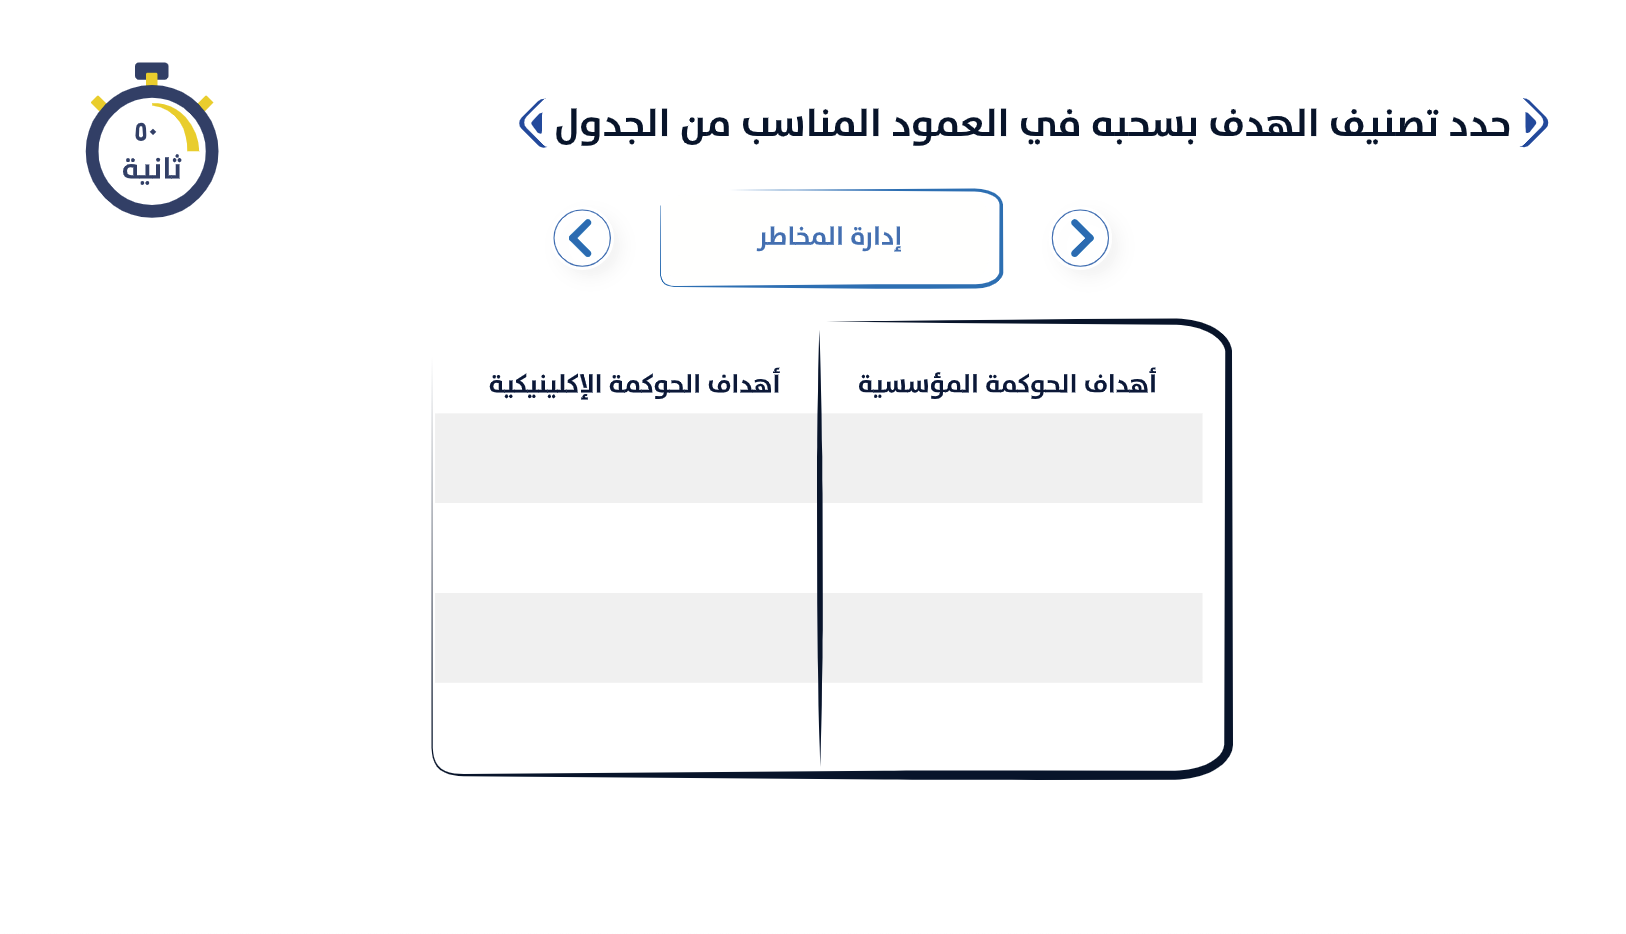 حدد تصنيف الهدف بسحبه في العمود المناسب من الجدول
٥٠
ثانية
إدارة المخاطر
أهداف الحوكمة المؤسسية
أهداف الحوكمة الإكلينيكية